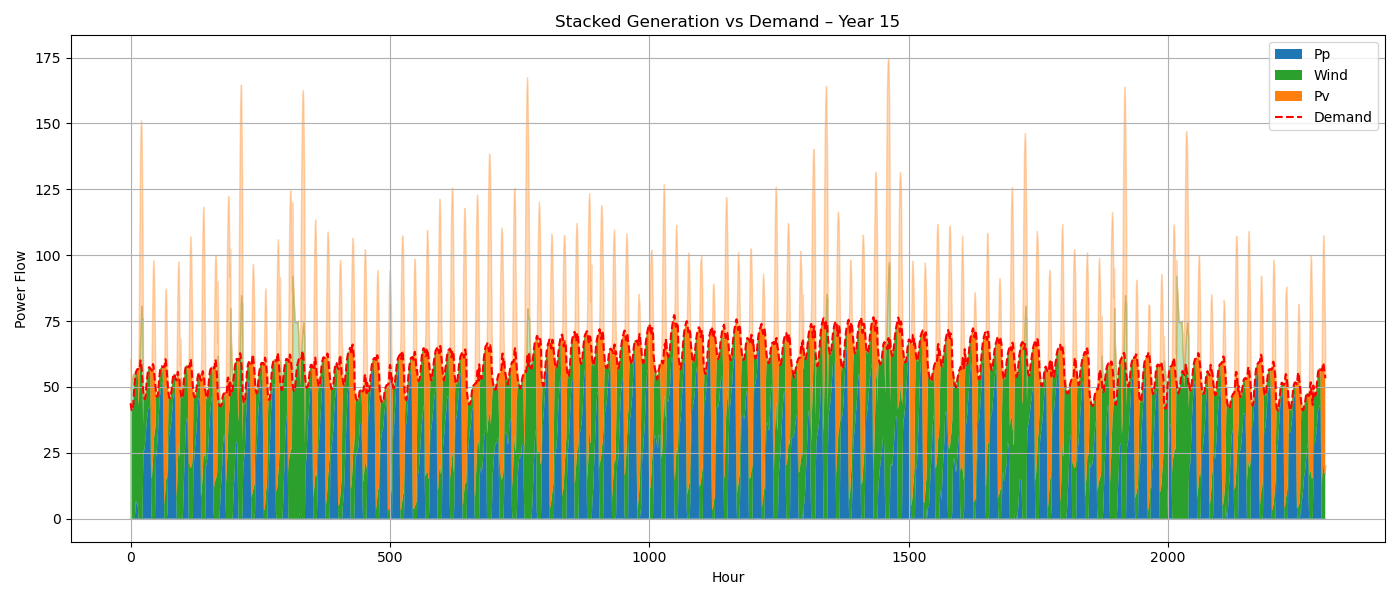 Stacked Generation vs Demand – Year 15
Power Flow
175
150
125
100
75
50
25
0
0 500 1000 1500 2000
Hour
Pp
Wind
Pv
Demand